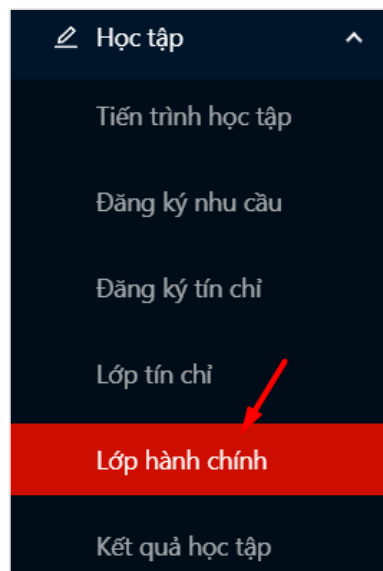 Học tập
Tiến trình học tập
Đăng ký nhu cầu
Đăng ký tín chỉ
Lớp tín chỉ
Lớp hành chính
Kết quả học tập